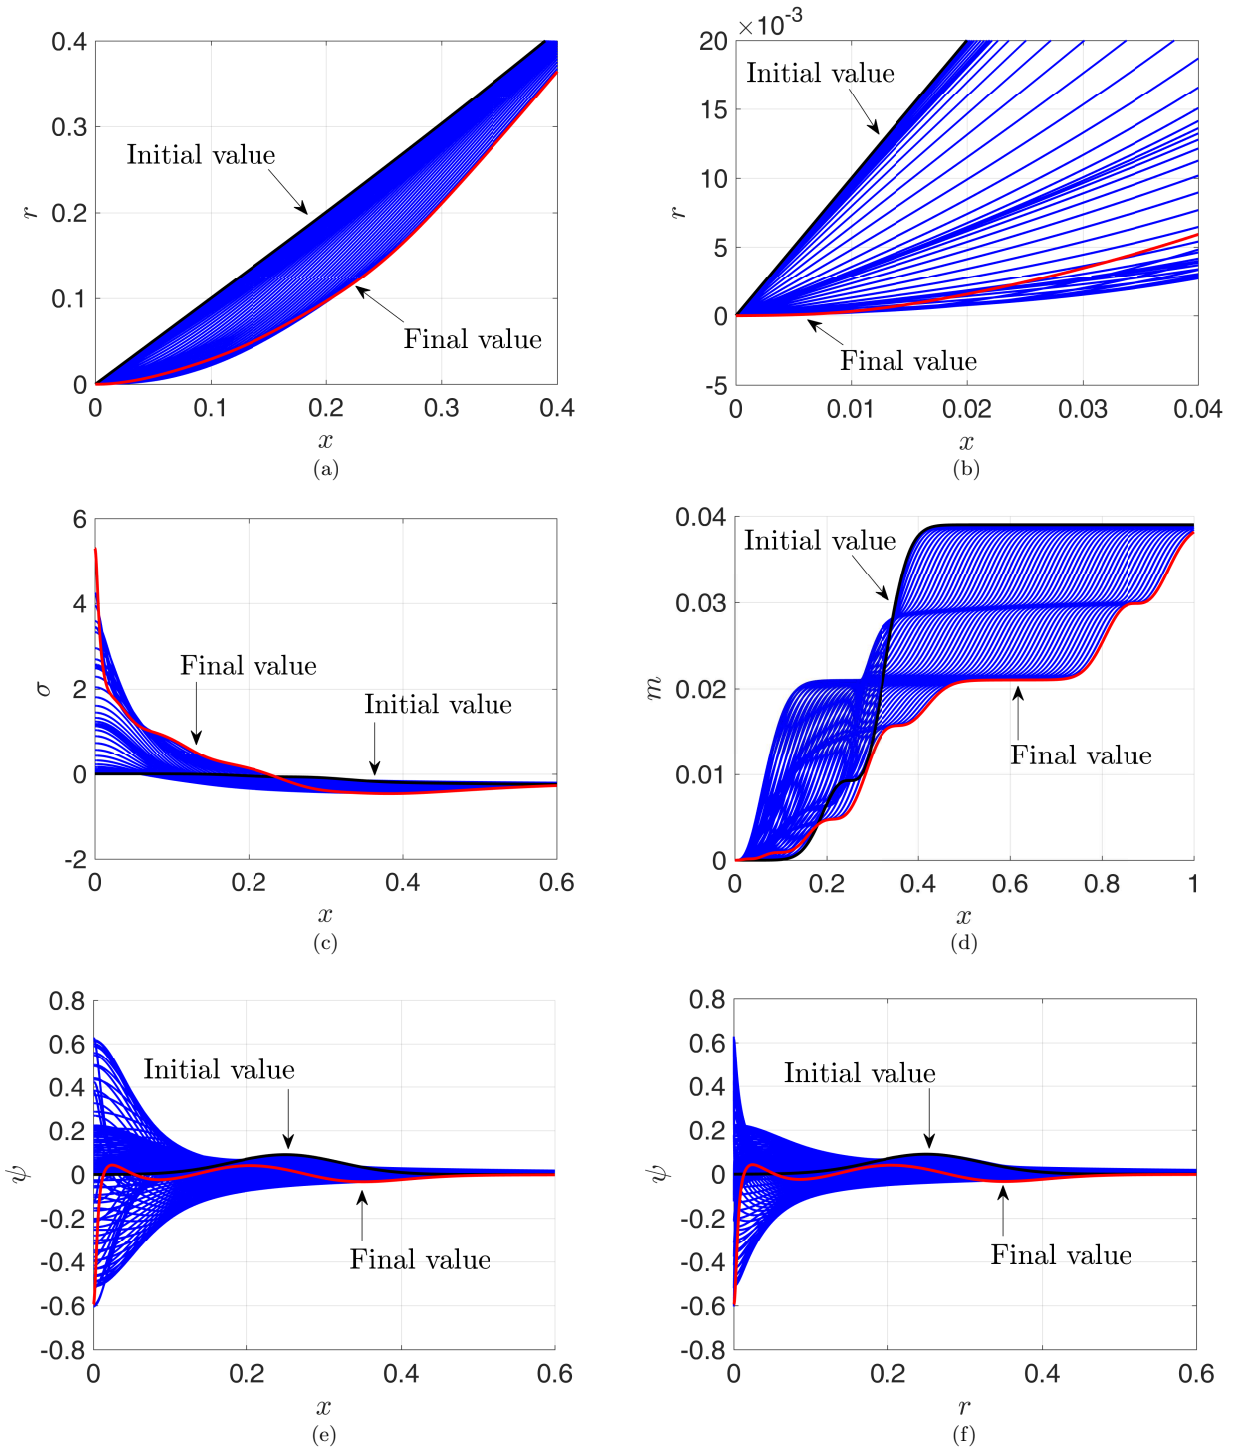 ×10⁻³
0.4
0.3
0.2
0.1
0
r
Initial value
Final value
0 0.1 0.2 0.3 0.4
x
(a)
20
15
10
5
0
-5
r
Initial value
Final value
0 0.01 0.02 0.03 0.04
x
(b)
6
4
2
0
-2
σ
Final value
Initial value
0 0.2 0.4 0.6
x
(c)
0.04
0.03
0.02
0.01
0
m
Initial value
Final value
0 0.2 0.4 0.6 0.8 1
x
(d)
0.8
0.6
0.4
0.2
0
-0.2
-0.4
-0.6
-0.8
ψ
Initial value
Final value
0 0.2 0.4 0.6
x
(e)
0.8
0.6
0.4
0.2
0
-0.2
-0.4
-0.6
-0.8
ψ
Initial value
Final value
0 0.2 0.4 0.6
r
(f)